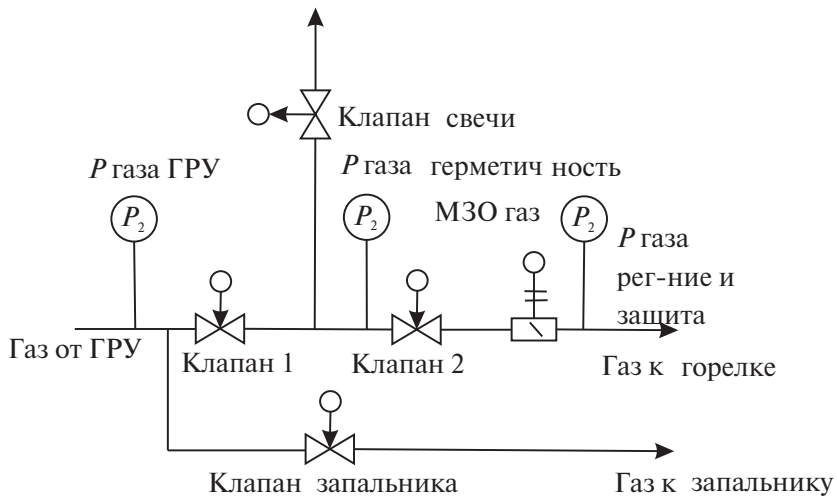 Клапан свечи
P газа ГРУ
P газа герметич ность
P₂
P₂
МЗО газ
P₂
P газа
рег-ние и
защита
Газ от ГРУ
Клапан 1
Клапан 2
Газ к горелке
Клапан запальника
Газ к запальнику